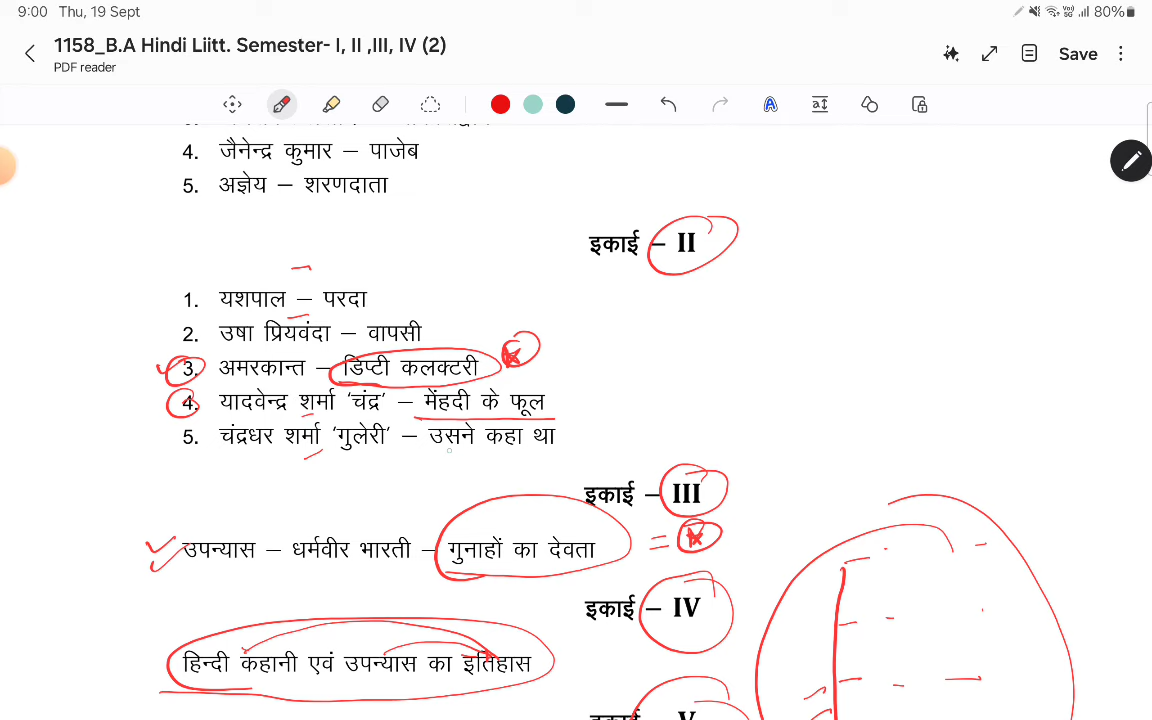 9:00 Thu, 19 Sept 80%
1158_B.A Hindi Liitt. Semester- I, II ,III, IV (2)
PDF reader
Save
4. जैनेन्द्र कुमार – पाजेब
5. अज्ञेय – शरणदाता
इकाई – II
1. यशपाल – परदा
2. उषा प्रियवंदा – वापसी
3. अमरकान्त – डिप्टी कलक्टरी
4. यादवेन्द्र शर्मा ‘चंद्र’ – मेंहदी के फूल
5. चंद्रधर शर्मा ‘गुलेरी’ – उसने कहा था
इकाई – III
उपन्यास – धर्मवीर भारती – गुनाहों का देवता
इकाई – IV
हिन्दी कहानी एवं उपन्यास का इतिहास